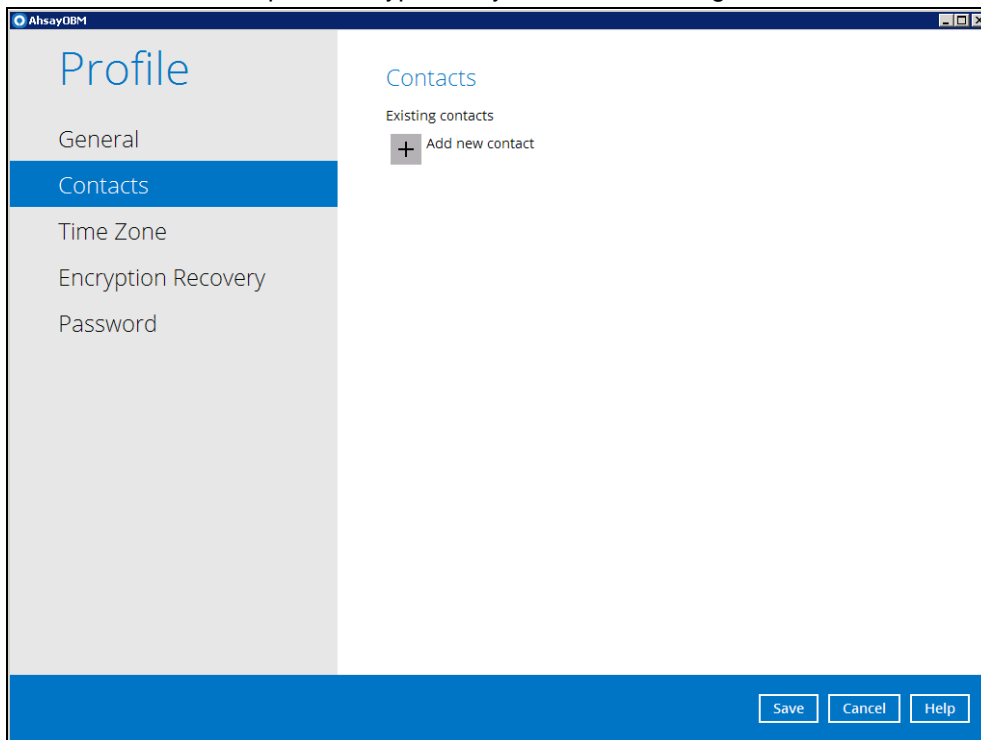 AhsayOBM
Profile
General
Contacts
Time Zone
Encryption Recovery
Password
Contacts
Existing contacts
Add new contact
Save
Cancel
Help